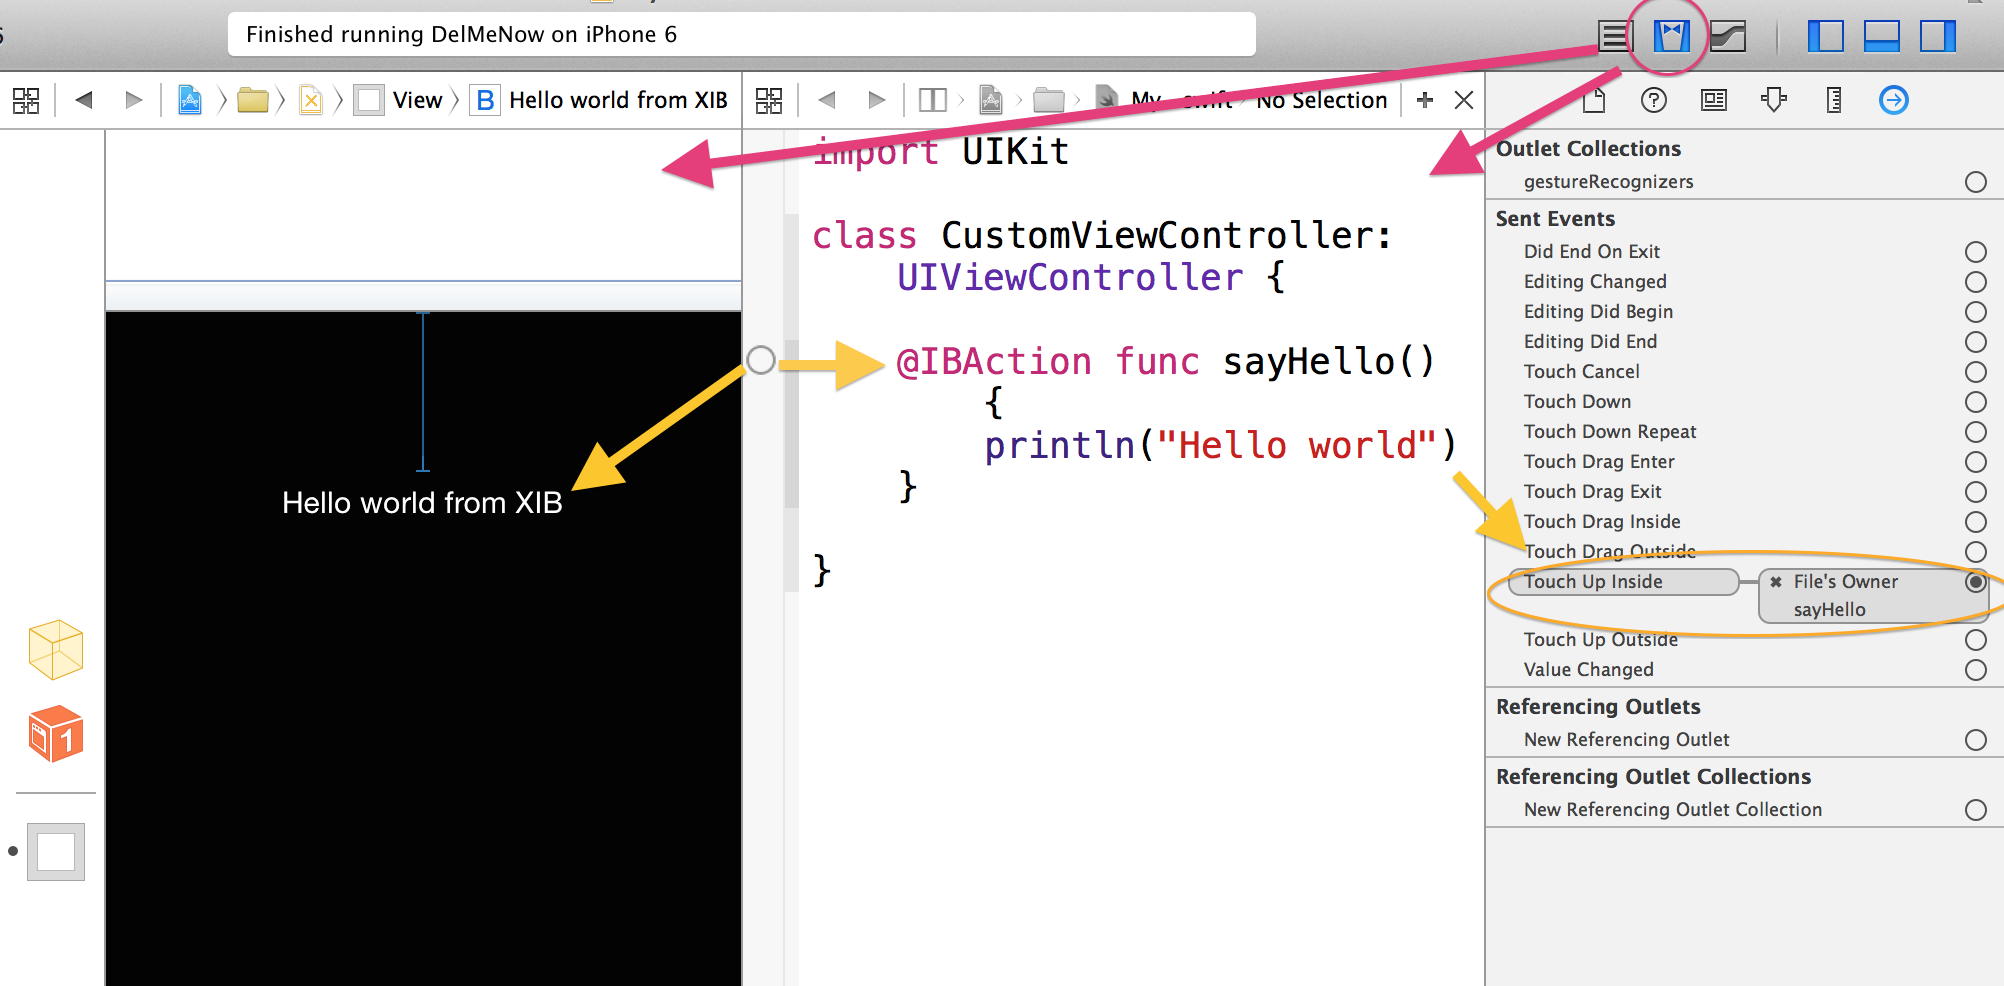 Finished running DelMeNow on iPhone 6
View
B Hello world from XIB
My swift No Selection
import UIKit
class CustomViewController:
UIViewController {
@IBAction func sayHello()
{
println("Hello world")
}
}
Hello world from XIB
1
Outlet Collections
gestureRecognizers
Sent Events
Did End On Exit
Editing Changed
Editing Did Begin
Editing Did End
Touch Cancel
Touch Down
Touch Down Repeat
Touch Drag Enter
Touch Drag Exit
Touch Drag Inside
Touch Drag Outside
Touch Up Inside
File's Owner
sayHello
Touch Up Outside
Value Changed
Referencing Outlets
New Referencing Outlet
Referencing Outlet Collections
New Referencing Outlet Collection